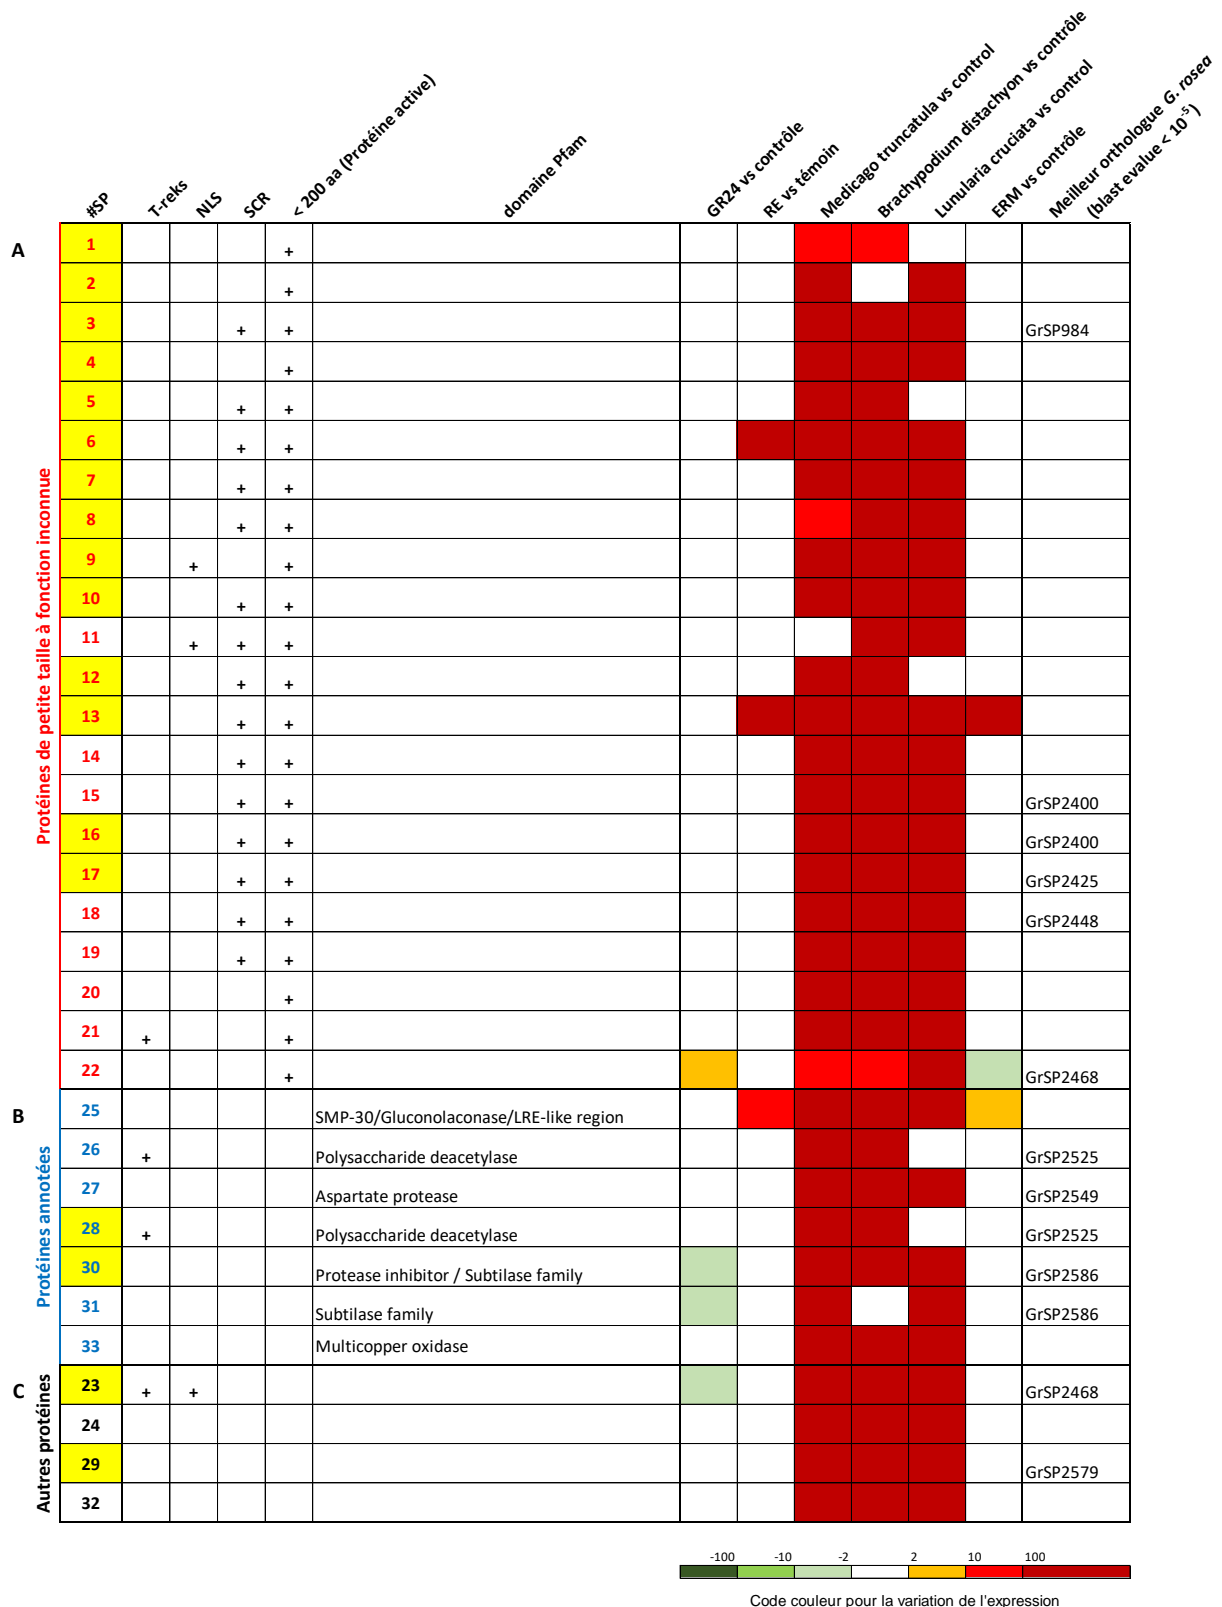 #SP
T-reks
NLS
SCR
< 200 aa (Protéine active)
domaine Pfam
GR24 vs contrôle
RE vs témoin
Medicago truncatula vs control
Brachypodium distachyon vs contrôle
Lunularia cruciata vs control
ERM vs contrôle
Meilleur orthologue G. rosea
(blast evalue < 10-5)
A
Protéines de petite taille à fonction inconnue
1 +
2 +
3 + + GrSP984
4 +
5 + +
6 + +
7 + +
8 + +
9 + +
10 + +
11 + + +
12 + +
13 + +
14 + +
15 + + GrSP2400
16 + + GrSP2400
17 + + GrSP2425
18 + + GrSP2448
19 + +
20 +
21 + +
22 + GrSP2468
B
Protéines annotées
25 SMP-30/Gluconolaconase/LRE-like region
26 + Polysaccharide deacetylase GrSP2525
27 Aspartate protease GrSP2549
28 + Polysaccharide deacetylase GrSP2525
30 Protease inhibitor / Subtilase family GrSP2586
31 Subtilase family GrSP2586
33 Multicopper oxidase
C
Autres protéines
23 + + GrSP2468
24
29 GrSP2579
32
-100 -10 -2 2 10 100
Code couleur pour la variation de l'expression